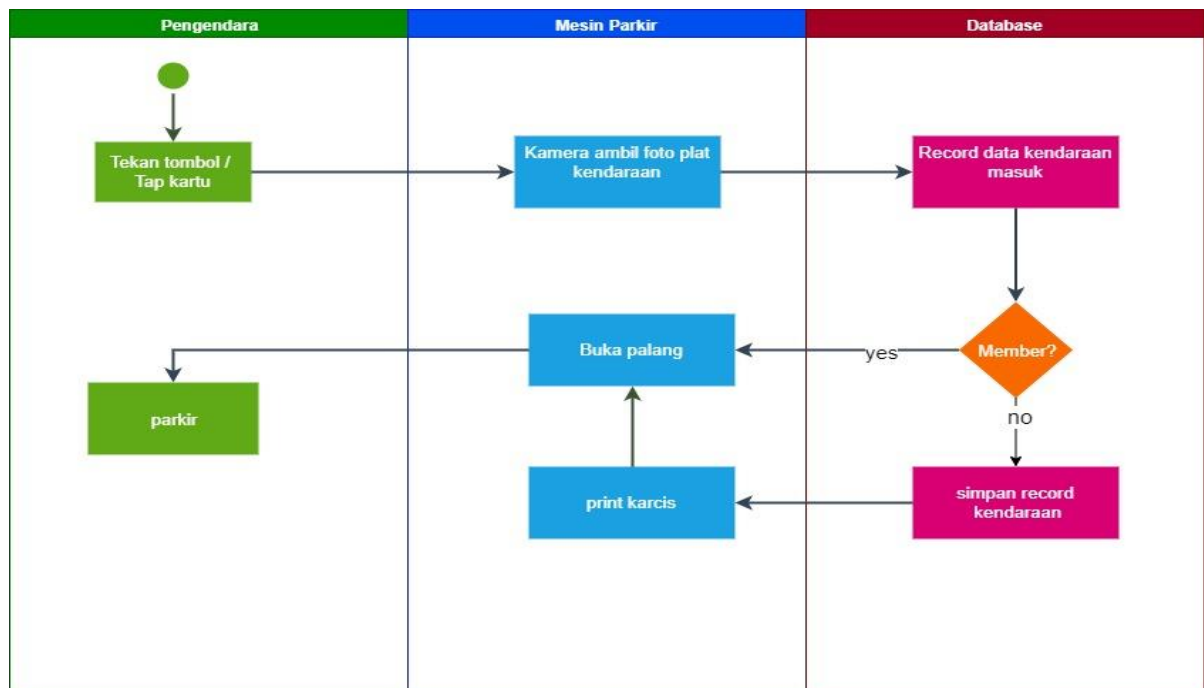 Pengendara
Mesin Parkir
Database
Tekan tombol /
Tap kartu
Kamera ambil foto plat
kendaraan
Record data kendaraan
masuk
Member?
yes
Buka palang
parkir
no
simpan record
kendaraan
print karcis